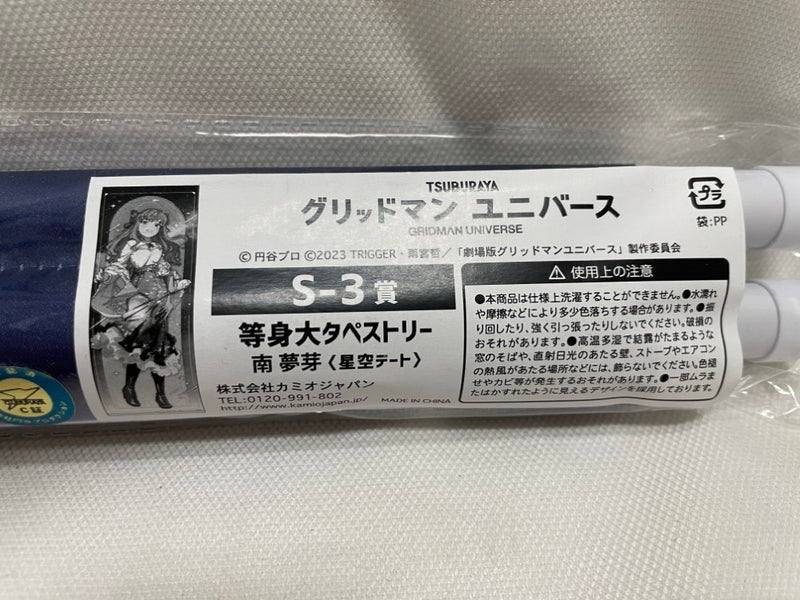 TSUBURAYA
グリッドマン ユニバース
GRIDMAN UNIVERSE
© 円谷プロ ©2023 TRIGGER・雨宮哲／「劇場版グリッドマンユニバース」製作委員会
プラ
袋:PP
S-3賞
等身大タペストリー
南 夢芽〈星空デート〉
株式会社カミオジャパン
TEL:0120-991-802
http://www.kamiojapan.jp/ MADE IN CHINA
⚠使用上の注意
●本商品は仕様上洗濯することができません。●水濡れ
や摩擦などにより多少色落ちする場合があります。●振
り回したり、強く引っ張ったりしないでください。破損の
おそれがあります。●高温多湿で結露がたまるような
窓のそばや、直射日光のあたる壁、ストーブやエアコン
の熱風があたる場所などには、飾らないでください。色褪
せやカビ等が発生するおそれがあります。●一部ムラま
たはかすれたように見えるデザインを採用しております。
C証